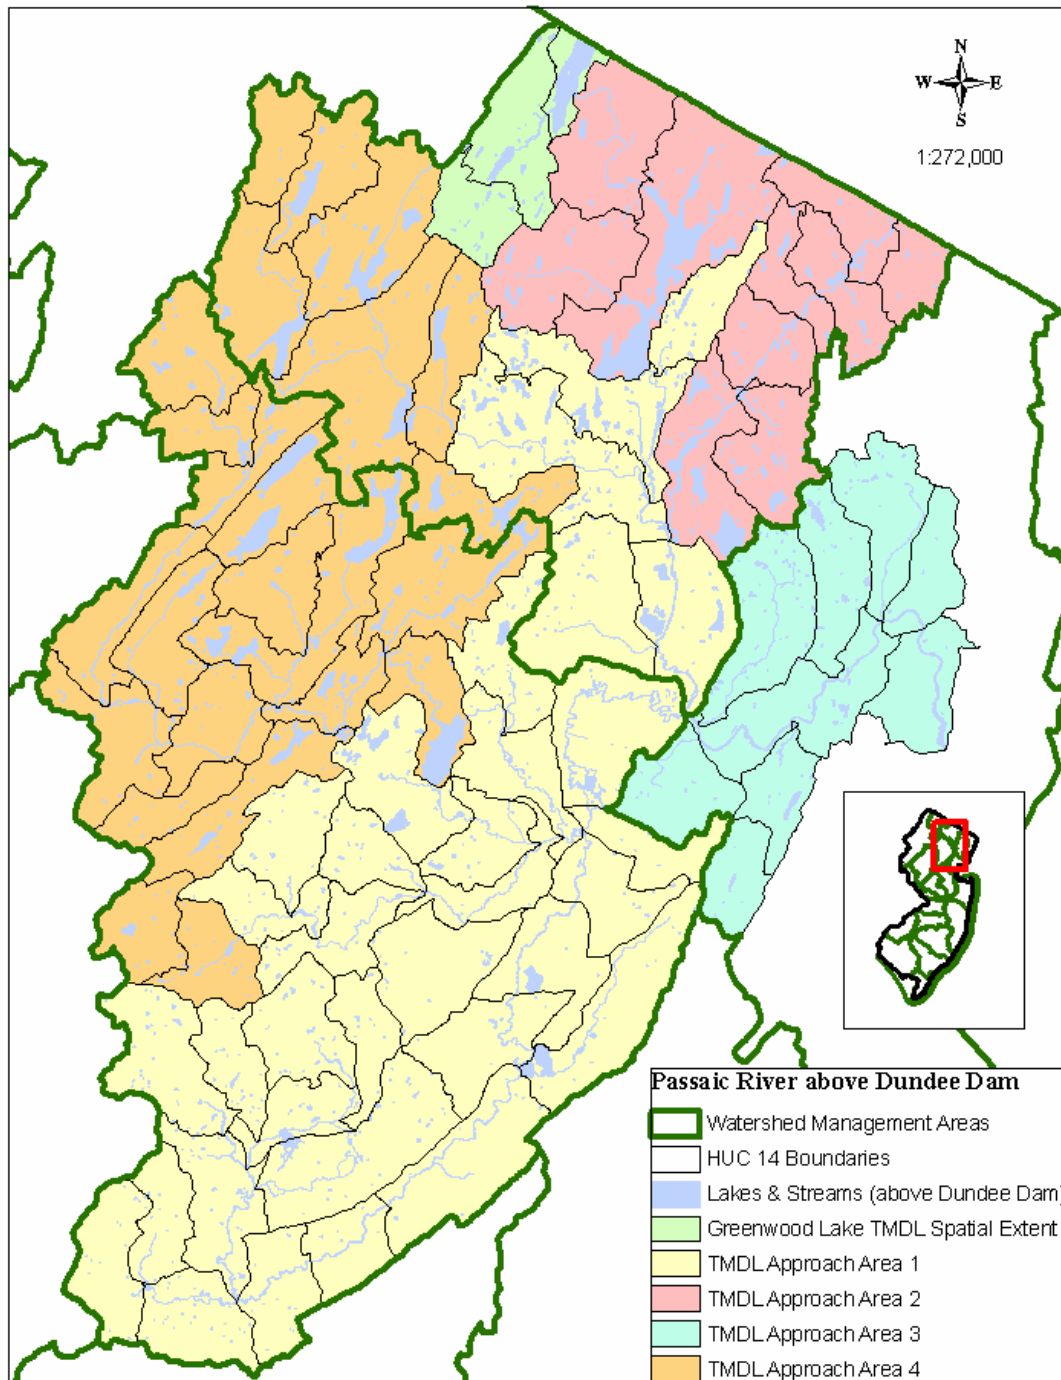 N
W E
S
1:272,000
Passaic River above Dundee Dam
Watershed Management Areas
HUC 14 Boundaries
Lakes & Streams (above Dundee Dam)
Greenwood Lake TMDL Spatial Extent
TMDL Approach Area 1
TMDL Approach Area 2
TMDL Approach Area 3
TMDL Approach Area 4